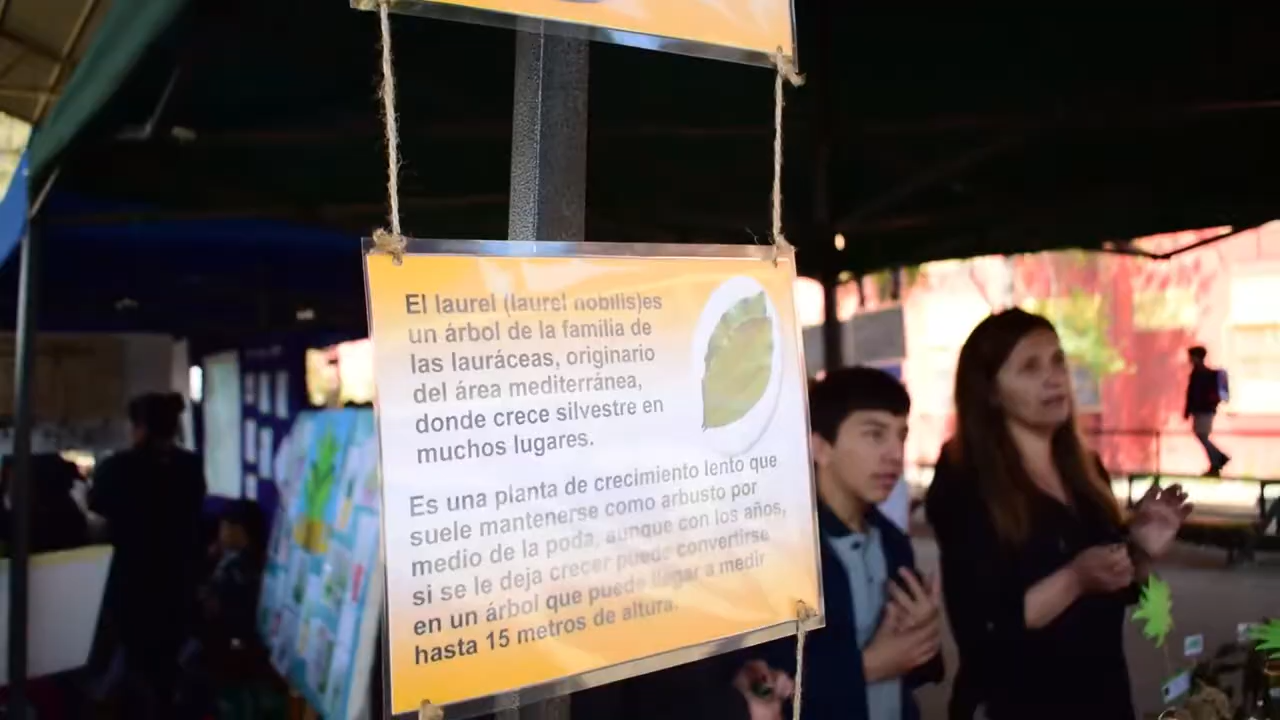 El laurel (laurel nobilis)es
un árbol de la familia de
las lauráceas, originario
del área mediterránea,
donde crece silvestre en
muchos lugares.
Es una planta de crecimiento lento que
suele mantenerse como arbusto por
medio de la poda, aunque con los años,
si se le deja crecer puede convertirse
en un árbol que puede llegar a medir
hasta 15 metros de altura.